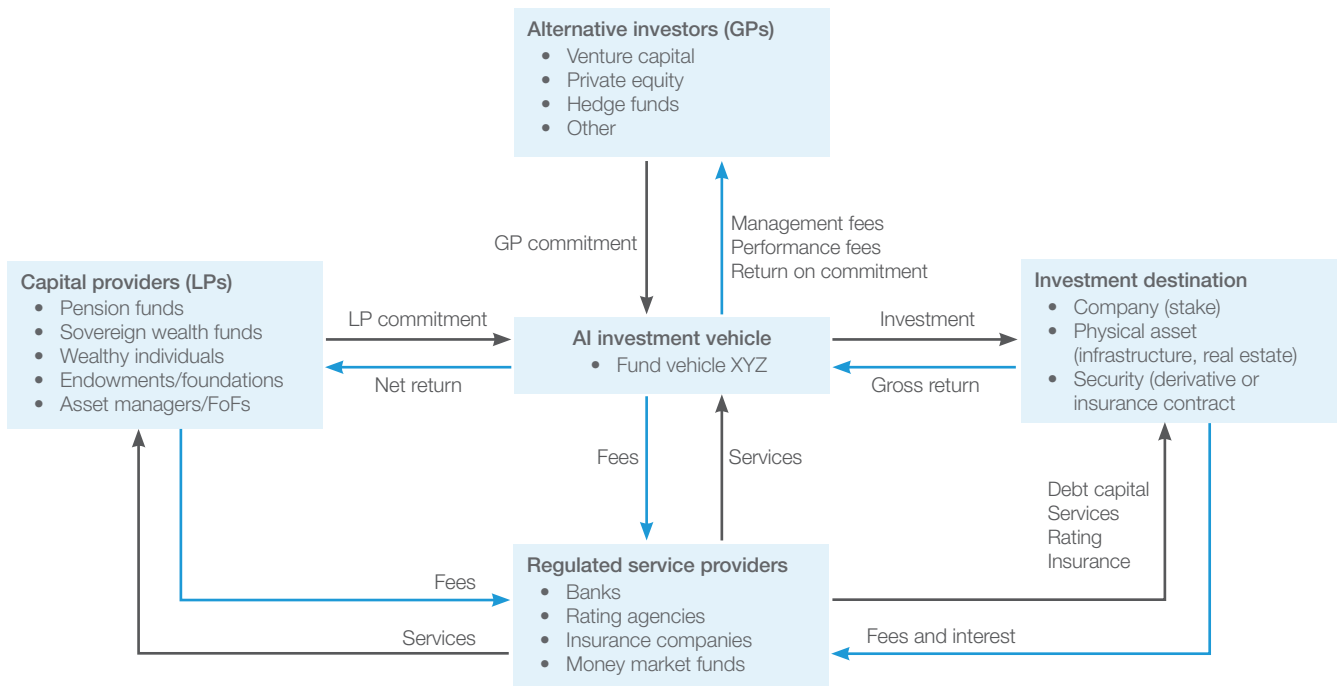 Alternative investors (GPs)
• Venture capital
• Private equity
• Hedge funds
• Other
GP commitment
Management fees
Performance fees
Return on commitment
Capital providers (LPs)
• Pension funds
• Sovereign wealth funds
• Wealthy individuals
• Endowments/foundations
• Asset managers/FoFs
LP commitment
Net return
AI investment vehicle
• Fund vehicle XYZ
Investment
Gross return
Investment destination
• Company (stake)
• Physical asset
(infrastructure, real estate)
• Security (derivative or
insurance contract
Fees
Services
Debt capital
Services
Rating
Insurance
Fees
Services
Regulated service providers
• Banks
• Rating agencies
• Insurance companies
• Money market funds
Fees and interest